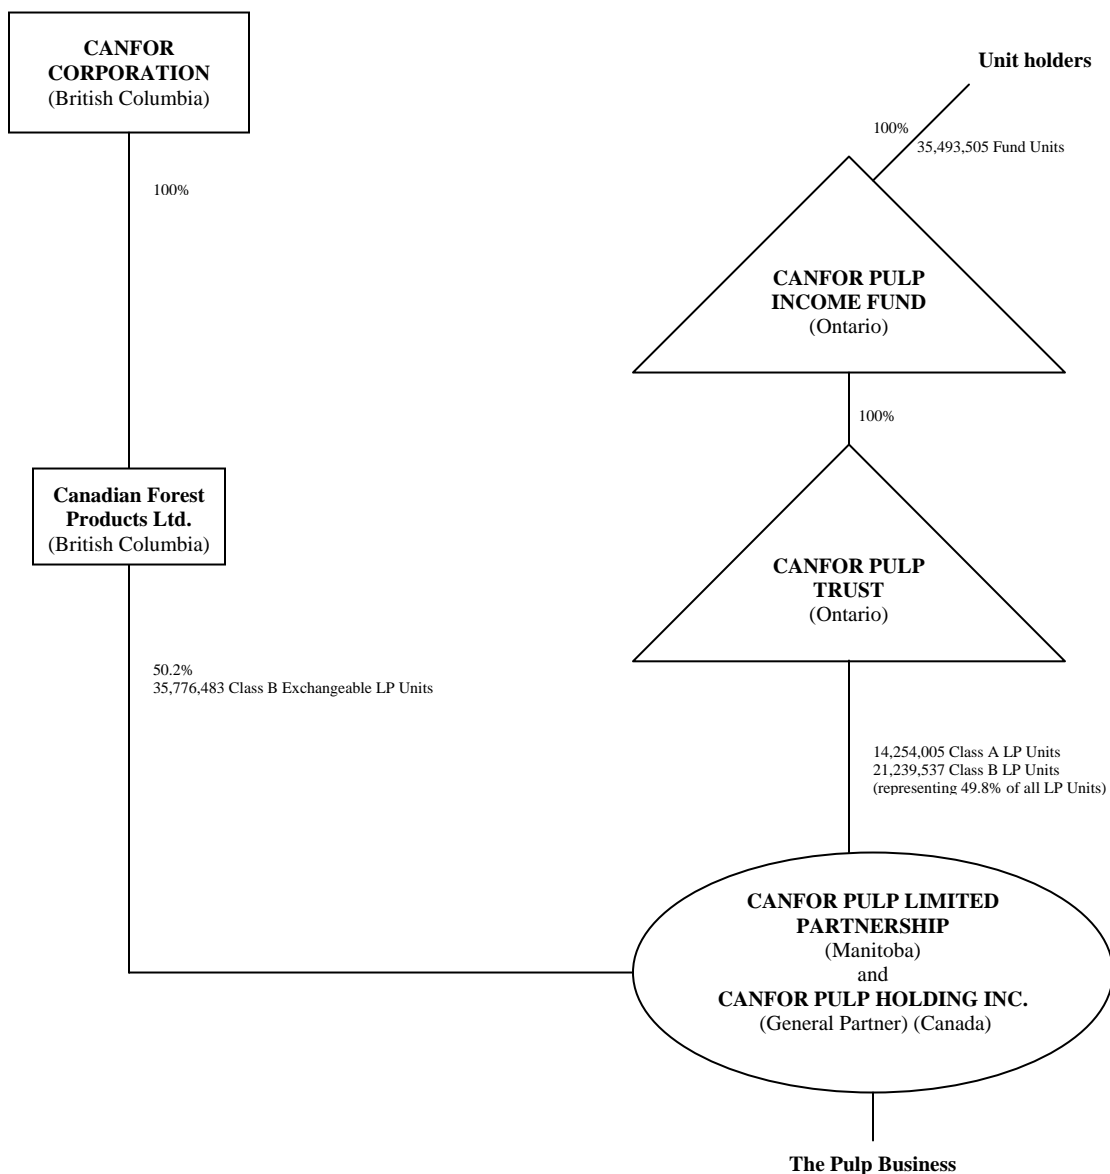 CANFOR
CORPORATION
(British Columbia)
Unit holders
100%
35,493,505 Fund Units
100%
CANFOR PULP
INCOME FUND
(Ontario)
100%
Canadian Forest
Products Ltd.
(British Columbia)
CANFOR PULP
TRUST
(Ontario)
50.2%
35,776,483 Class B Exchangeable LP Units
14,254,005 Class A LP Units
21,239,537 Class B LP Units
(representing 49.8% of all LP Units)
CANFOR PULP LIMITED
PARTNERSHIP
(Manitoba)
and
CANFOR PULP HOLDING INC.
(General Partner) (Canada)
The Pulp Business